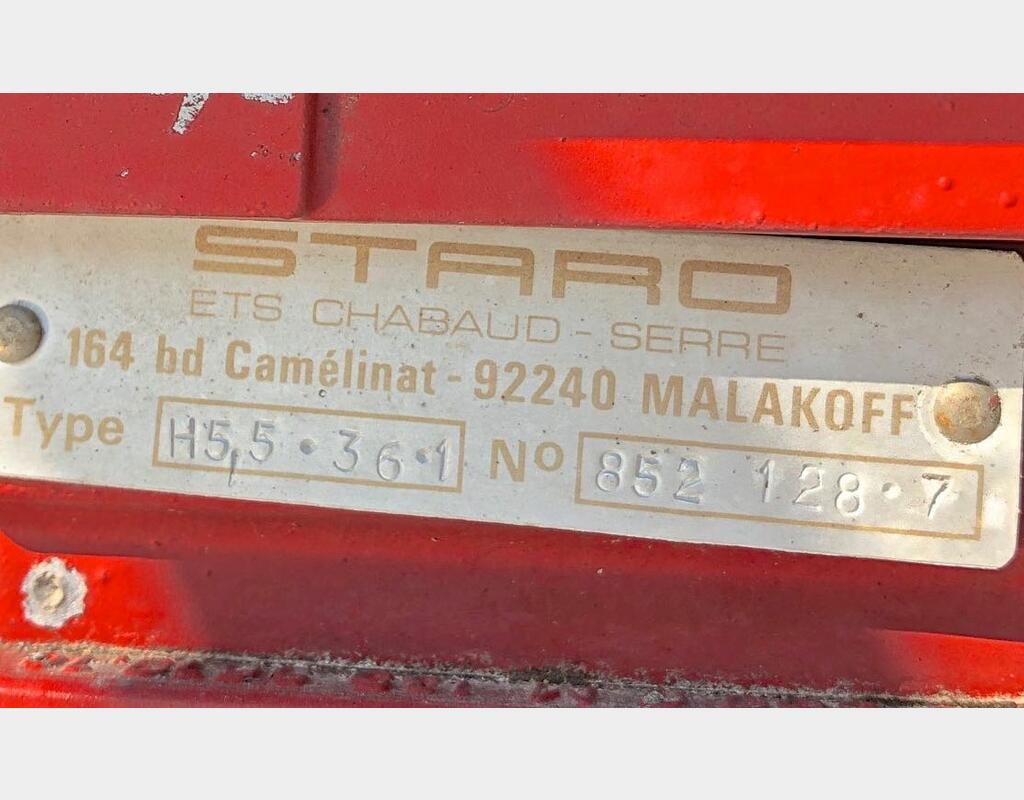 STARO
ETS CHABAUD - SERRE
164 bd Camélinat - 92240 MALAKOFF
Type H5,5 · 36·1 Nº 852 128·7